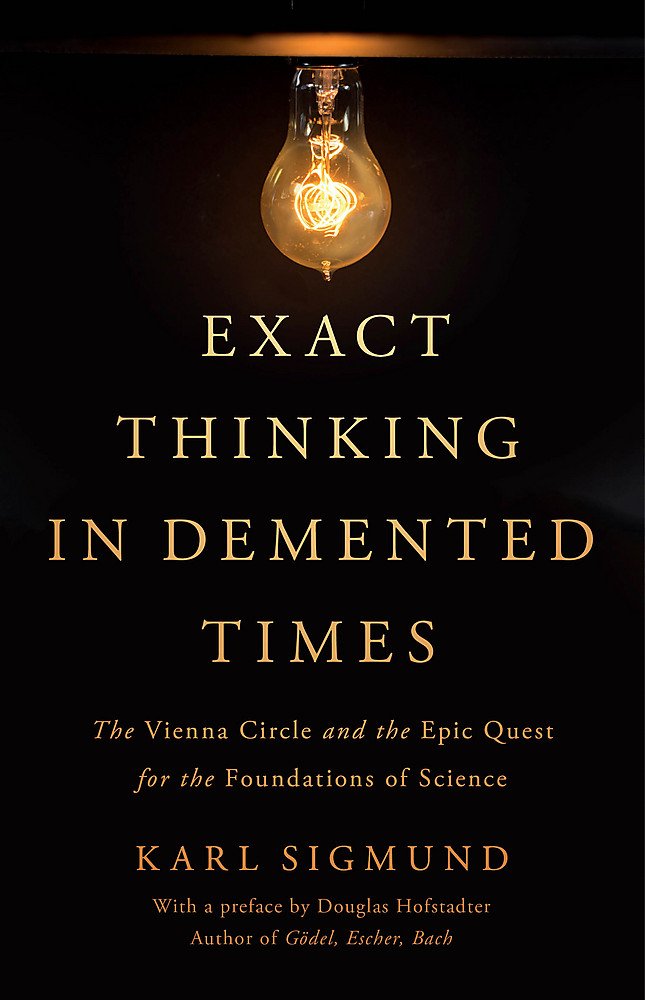 EXACT
THINKING
IN DEMENTED
TIMES
The Vienna Circle and the Epic Quest
for the Foundations of Science
KARL SIGMUND
With a preface by Douglas Hofstadter
Author of Gödel, Escher, Bach